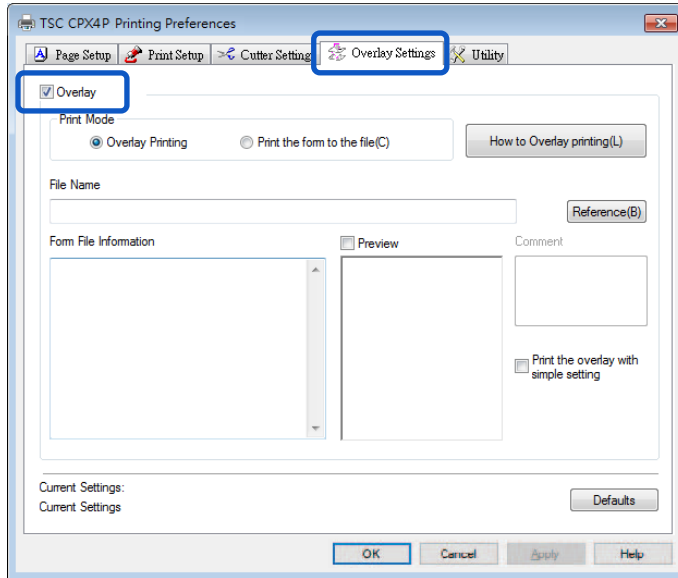 TSC CPX4P Printing Preferences
Page Setup Print Setup Cutter Setting Overlay Settings Utility
Overlay
Print Mode
Overlay Printing Print the form to the file(C) How to Overlay printing(L)
File Name
Reference(B)
Form File Information Preview Comment
Print the overlay with
simple setting
Current Settings:
Current Settings Defaults
OK Cancel Apply Help